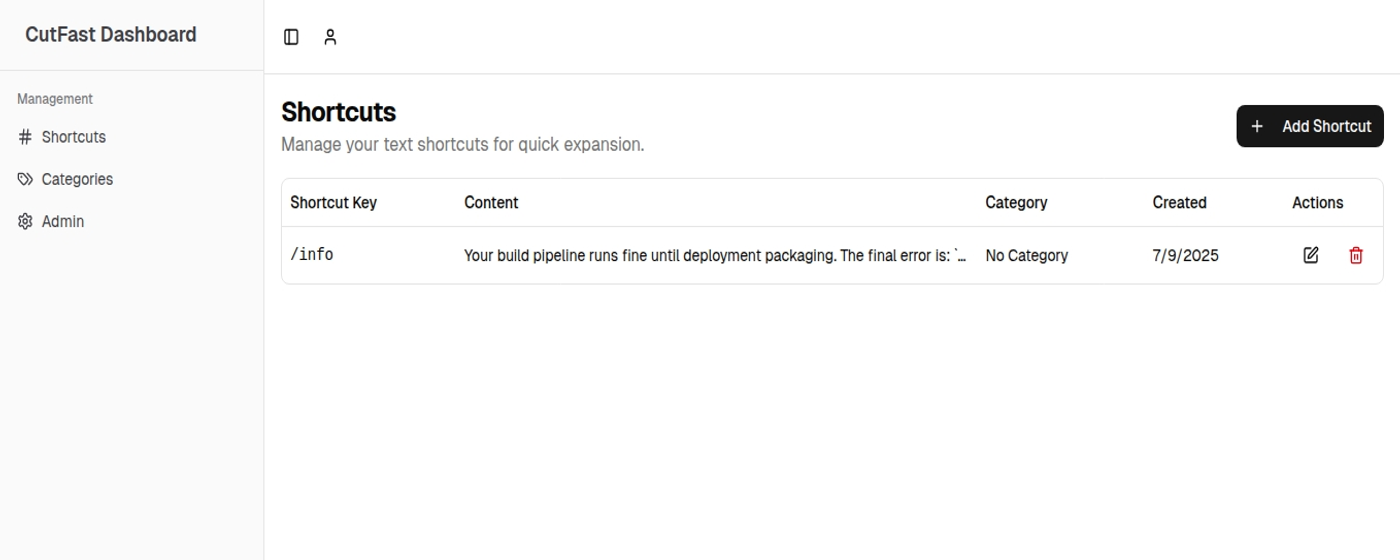 CutFast Dashboard
Management
Shortcuts
Categories
Admin
Shortcuts
Manage your text shortcuts for quick expansion.
+ Add Shortcut
Shortcut Key Content Category Created Actions
/info Your build pipeline runs fine until deployment packaging. The final error is: `... No Category 7/9/2025